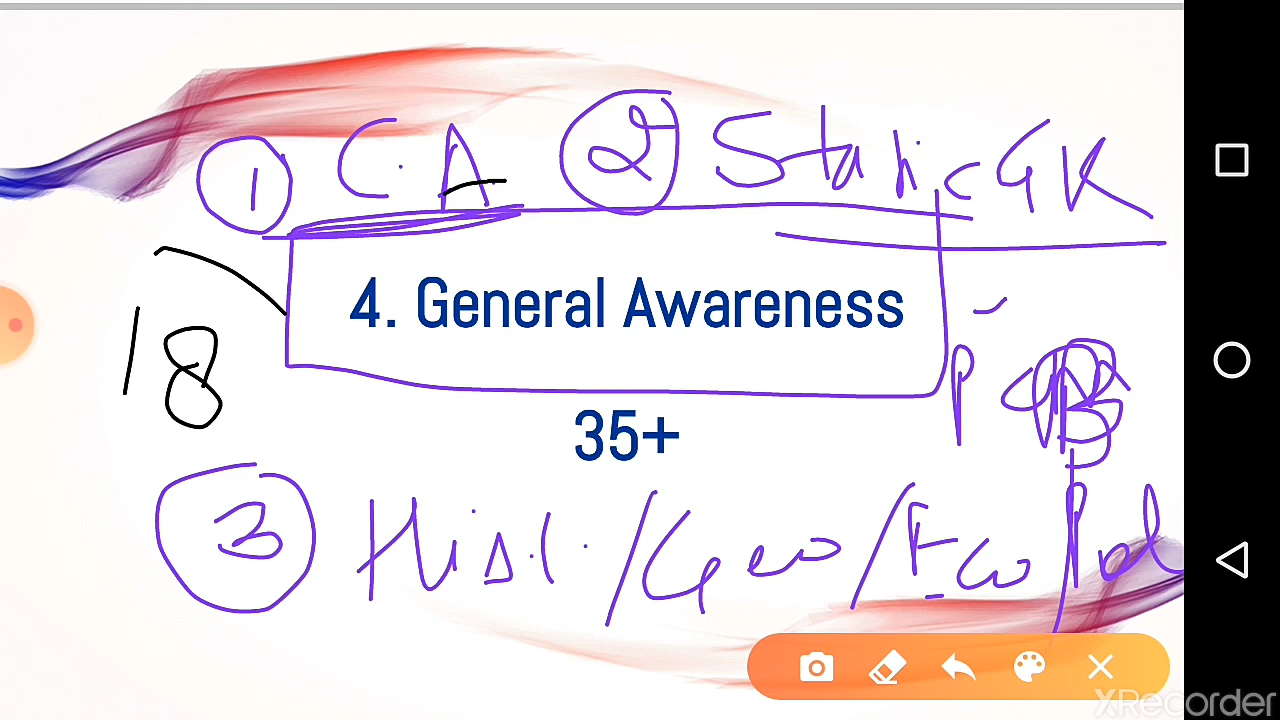 1 C.A 2 Static GK
4. General Awareness
18
35+
3 Hist. / Geo / Eco / Pol
XRecorder